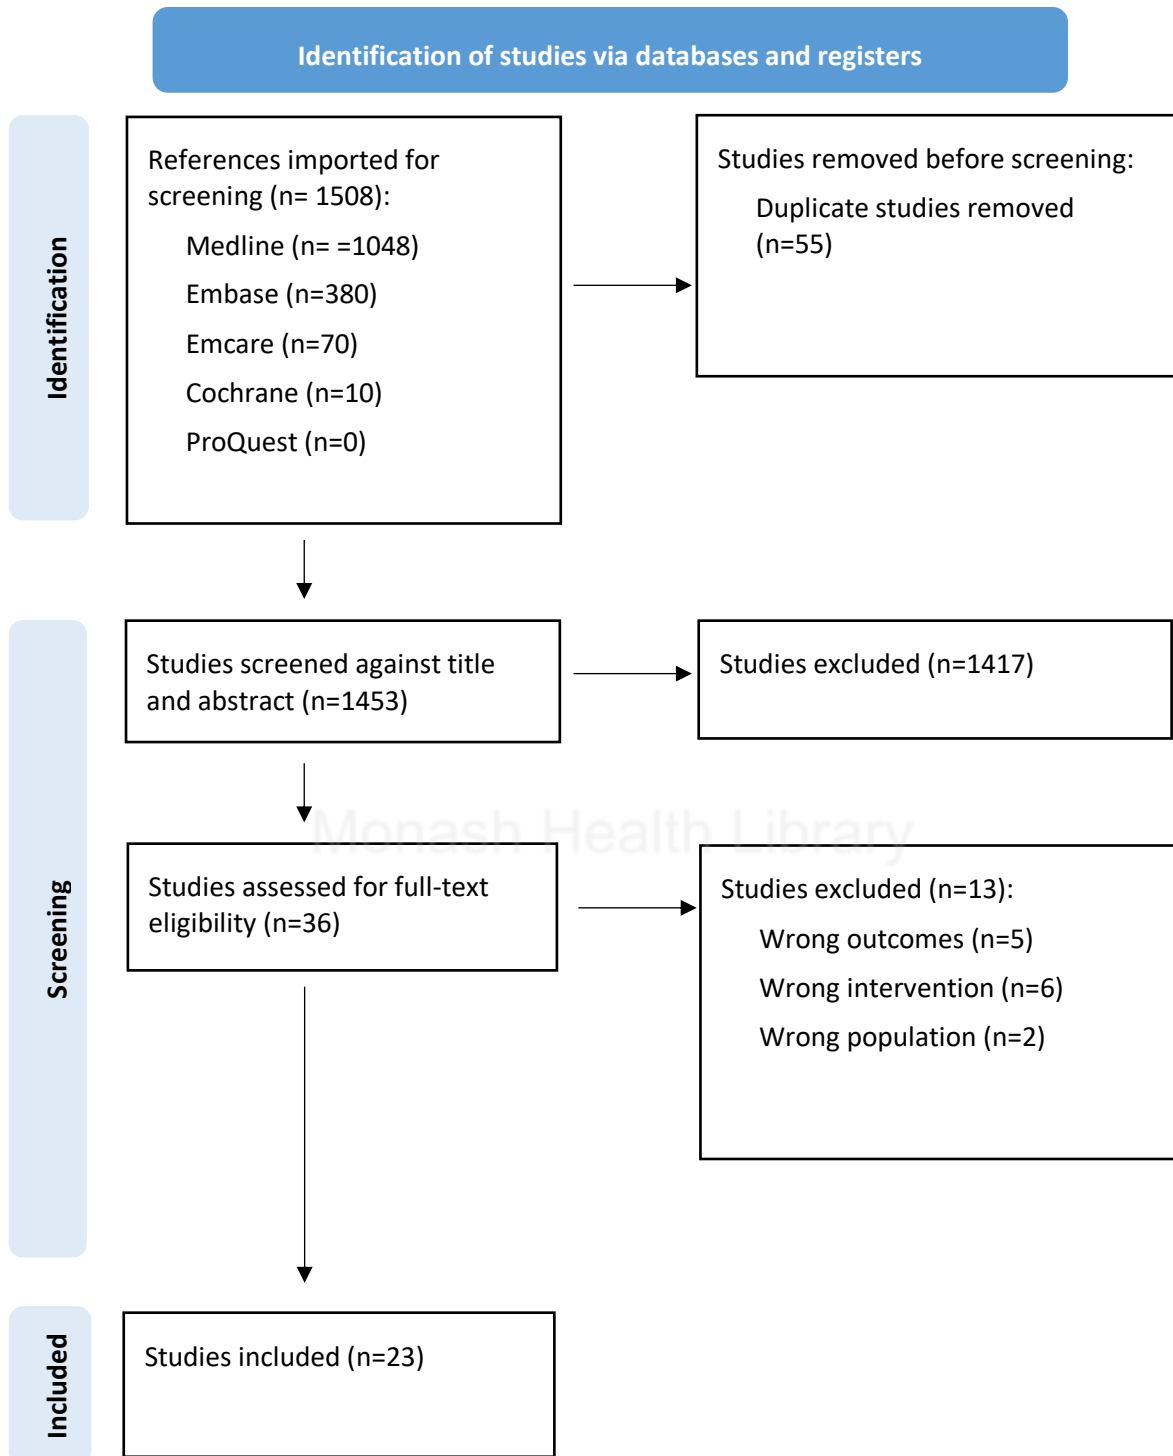 Identification of studies via databases and registers
Identification
References imported for
screening (n= 1508):
Medline (n= =1048)
Embase (n=380)
Emcare (n=70)
Cochrane (n=10)
ProQuest (n=0)
Studies removed before screening:
Duplicate studies removed
(n=55)
Screening
Studies screened against title
and abstract (n=1453)
Studies excluded (n=1417)
Monash Health Library
Studies assessed for full-text
eligibility (n=36)
Studies excluded (n=13):
Wrong outcomes (n=5)
Wrong intervention (n=6)
Wrong population (n=2)
Included
Studies included (n=23)